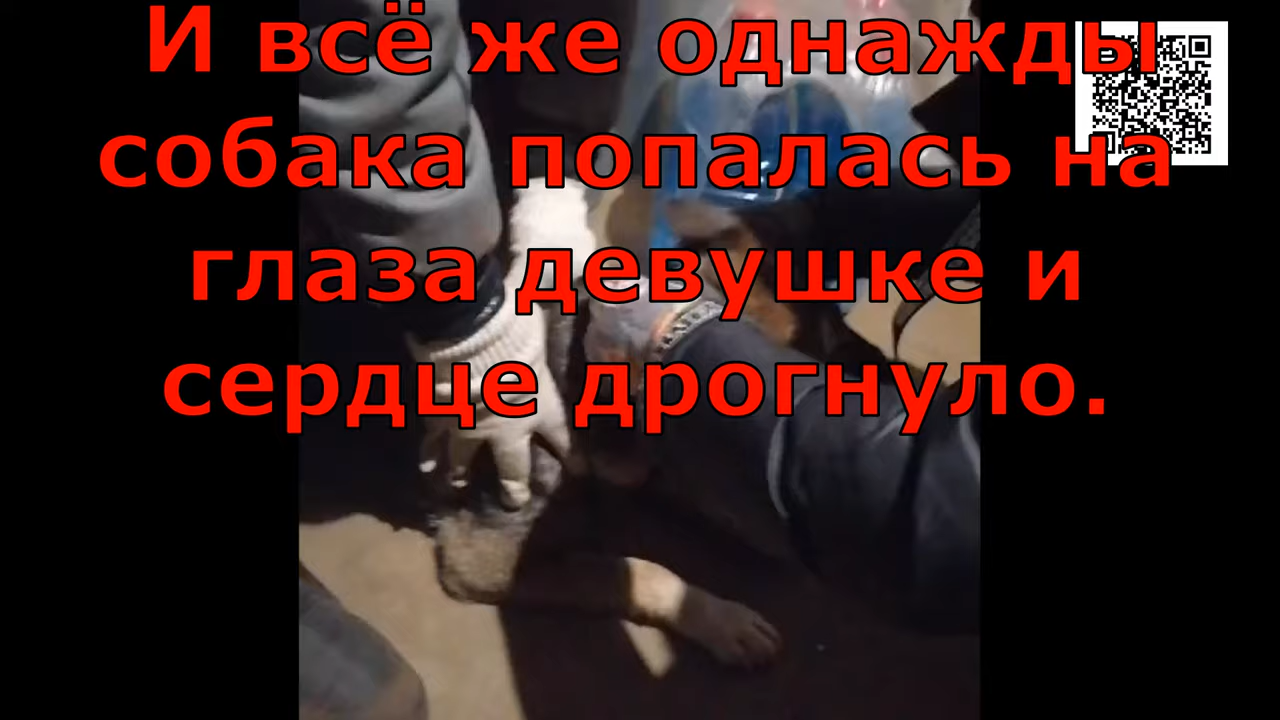 И всё же однажды
собака попалась на
глаза девушке и
сердце дрогнуло.